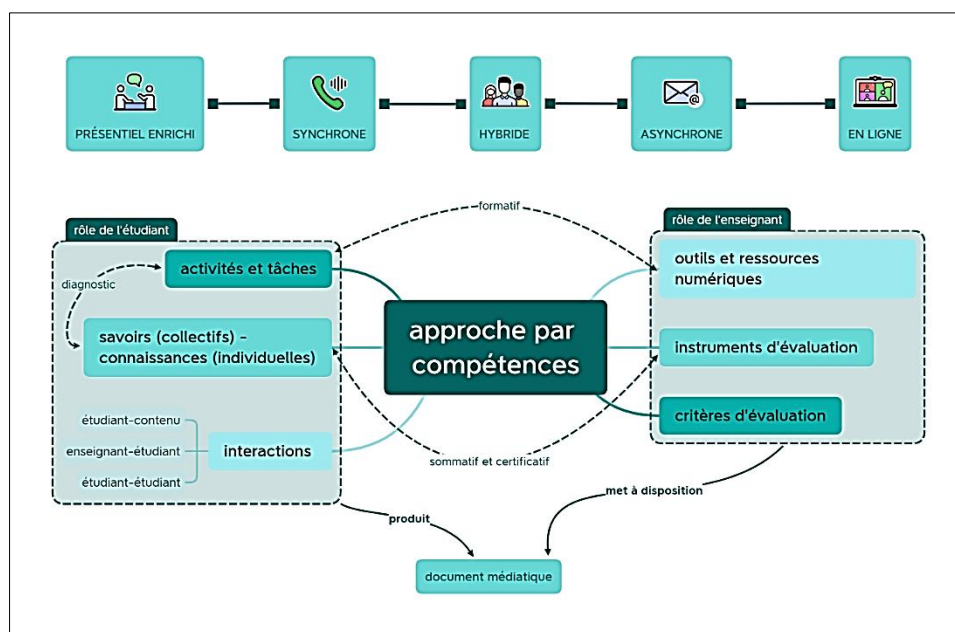 PRÉSENTIEL ENRICHI
SYNCHRONE
HYBRIDE
@
ASYNCHRONE
EN LIGNE
formatif
rôle de l'étudiant
rôle de l'enseignant
activités et tâches
outils et ressources
numériques
diagnostic
approche par
compétences
savoirs (collectifs) -
connaissances (individuelles)
instruments d'évaluation
critères d'évaluation
étudiant-contenu
enseignant-étudiant
étudiant-étudiant
interactions
sommatif et certificatif
met à disposition
produit
document médiatique